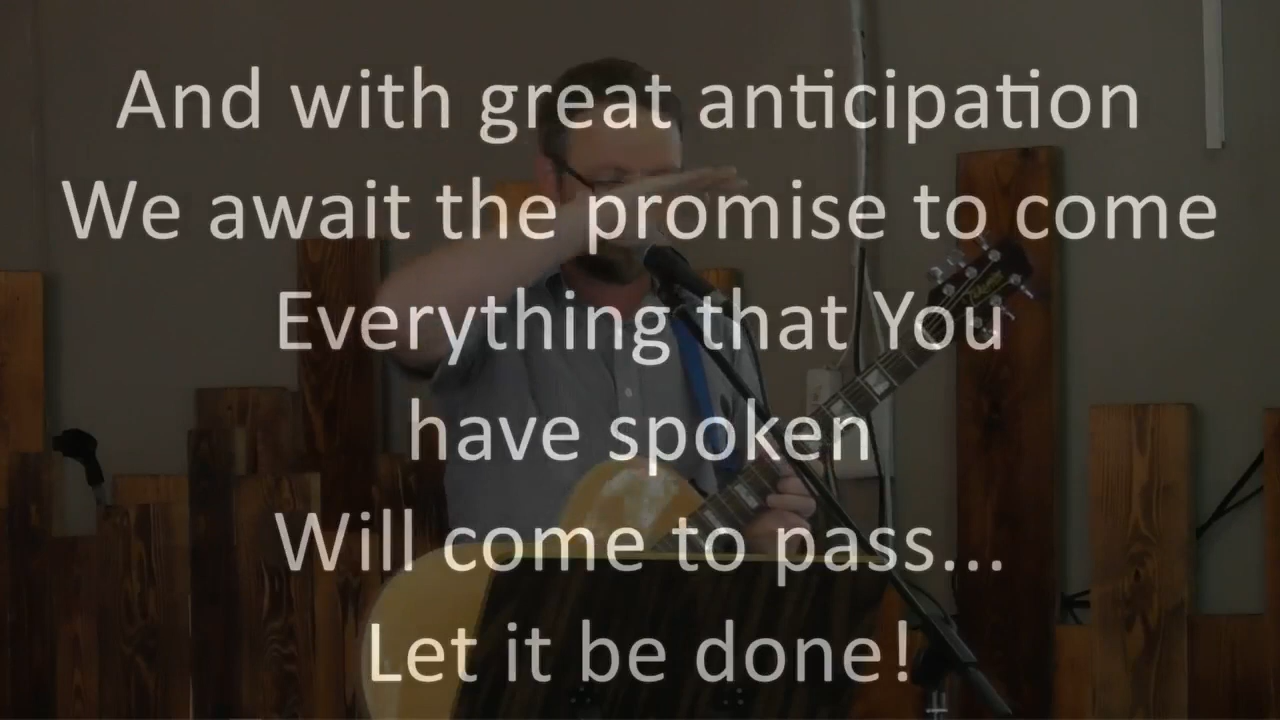 And with great anticipation
We await the promise to come
Everything that You
have spoken
Will come to pass...
Let it be done!